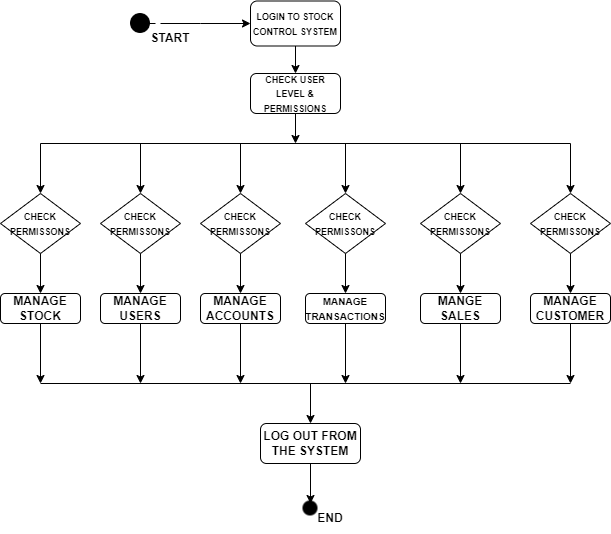 LOGIN TO STOCK
CONTROL SYSTEM
START
CHECK USER
LEVEL &
PERMISSIONS
CHECK
PERMISSONS
CHECK
PERMISSONS
CHECK
PERMISSONS
CHECK
PERMISSONS
CHECK
PERMISSONS
CHECK
PERMISSONS
MANAGE
STOCK
MANAGE
USERS
MANAGE
ACCOUNTS
MANAGE
TRANSACTIONS
MANGE
SALES
MANAGE
CUSTOMER
LOG OUT FROM
THE SYSTEM
END